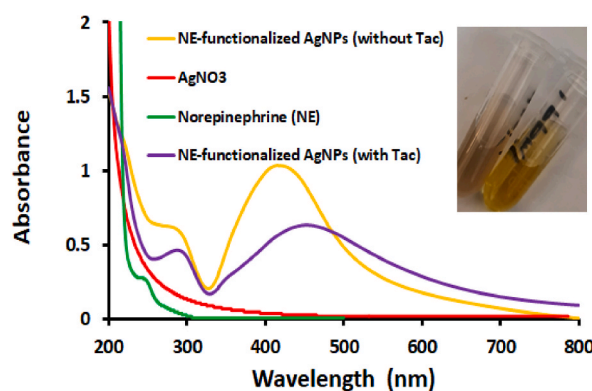 2
1.5
1
0.5
0
Absorbance
NE-functionalized AgNPs (without Tac)
AgNO3
Norepinephrine (NE)
NE-functionalized AgNPs (with Tac)
200 300 400 500 600 700 800
Wavelength (nm)